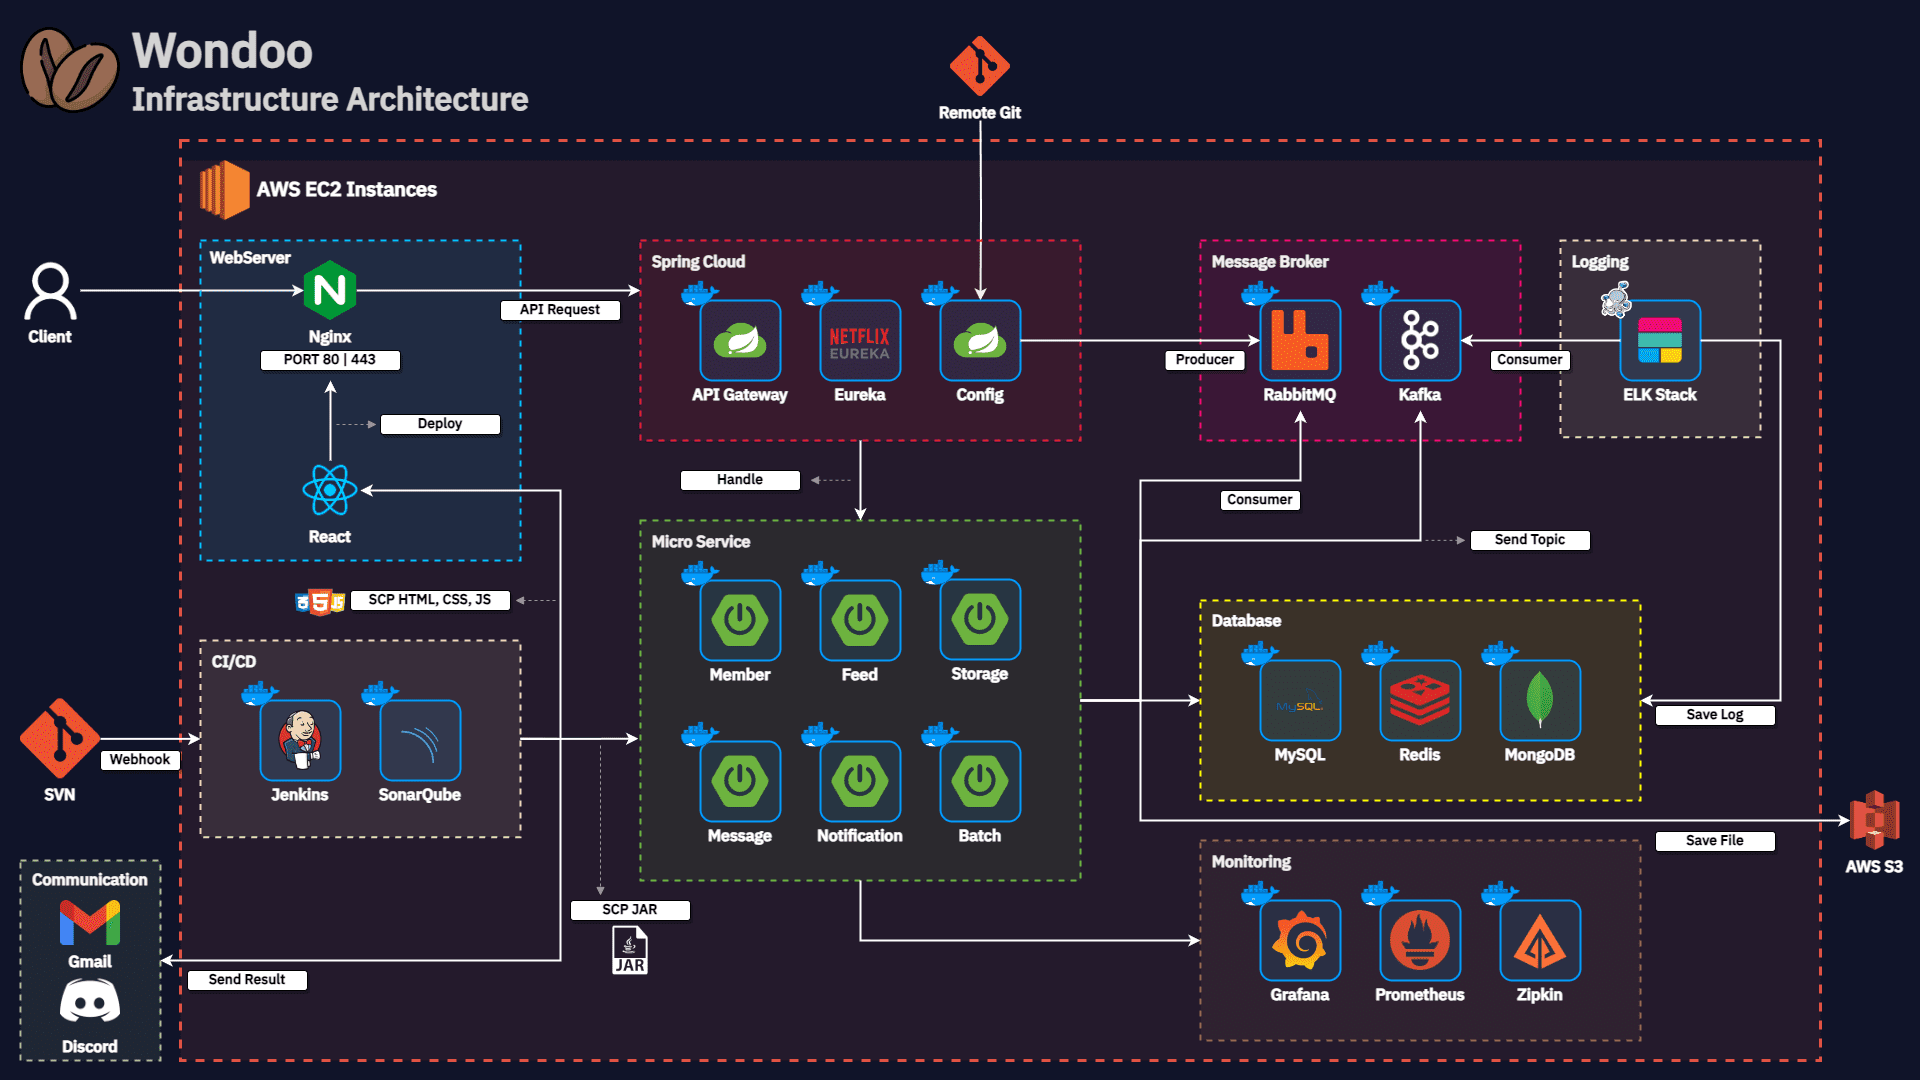 Wondoo
Infrastructure Architecture
Remote Git
AWS EC2 Instances
Client
WebServer
Nginx
PORT 80 | 443
Deploy
React
API Request
Spring Cloud
API Gateway
NETFLIX
EUREKA
Eureka
Config
Message Broker
Producer
RabbitMQ
Kafka
Consumer
Logging
ELK Stack
Handle
Consumer
Send Topic
Micro Service
Member
Feed
Storage
Message
Notification
Batch
5
JS
SCP HTML, CSS, JS
CI/CD
Jenkins
SonarQube
SVN
Webhook
Database
MySQL
MySQL
Redis
MongoDB
Save Log
Save File
AWS S3
Communication
Gmail
Discord
Send Result
SCP JAR
JAR
Monitoring
Grafana
Prometheus
Zipkin